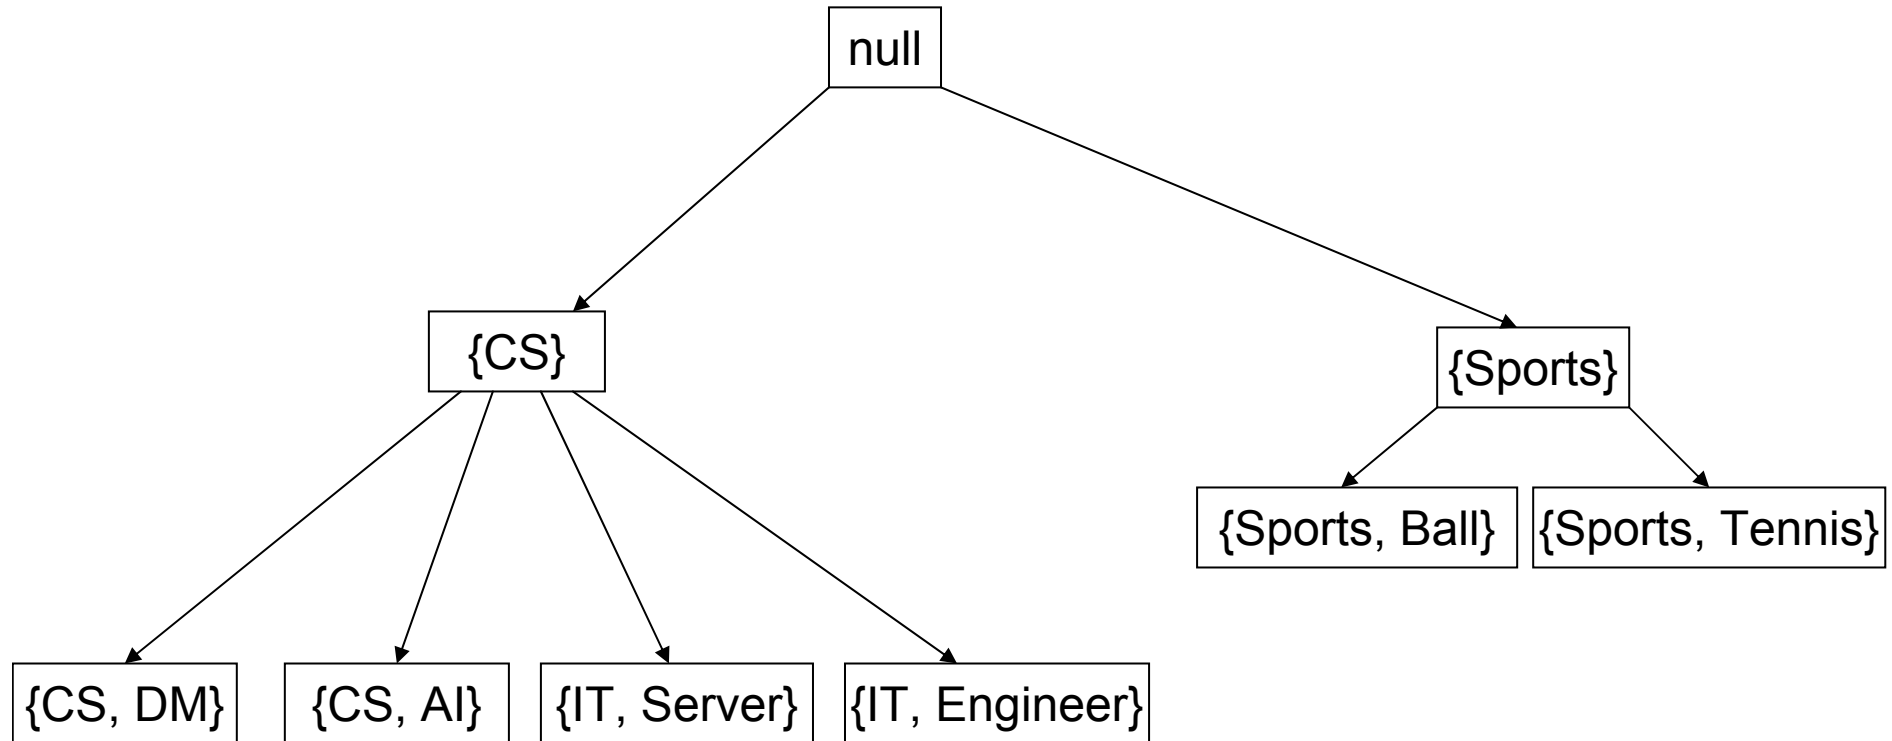 null
{CS}
{Sports}
{Sports, Ball}
{Sports, Tennis}
{CS, DM}
{CS, AI}
{IT, Server}
{IT, Engineer}